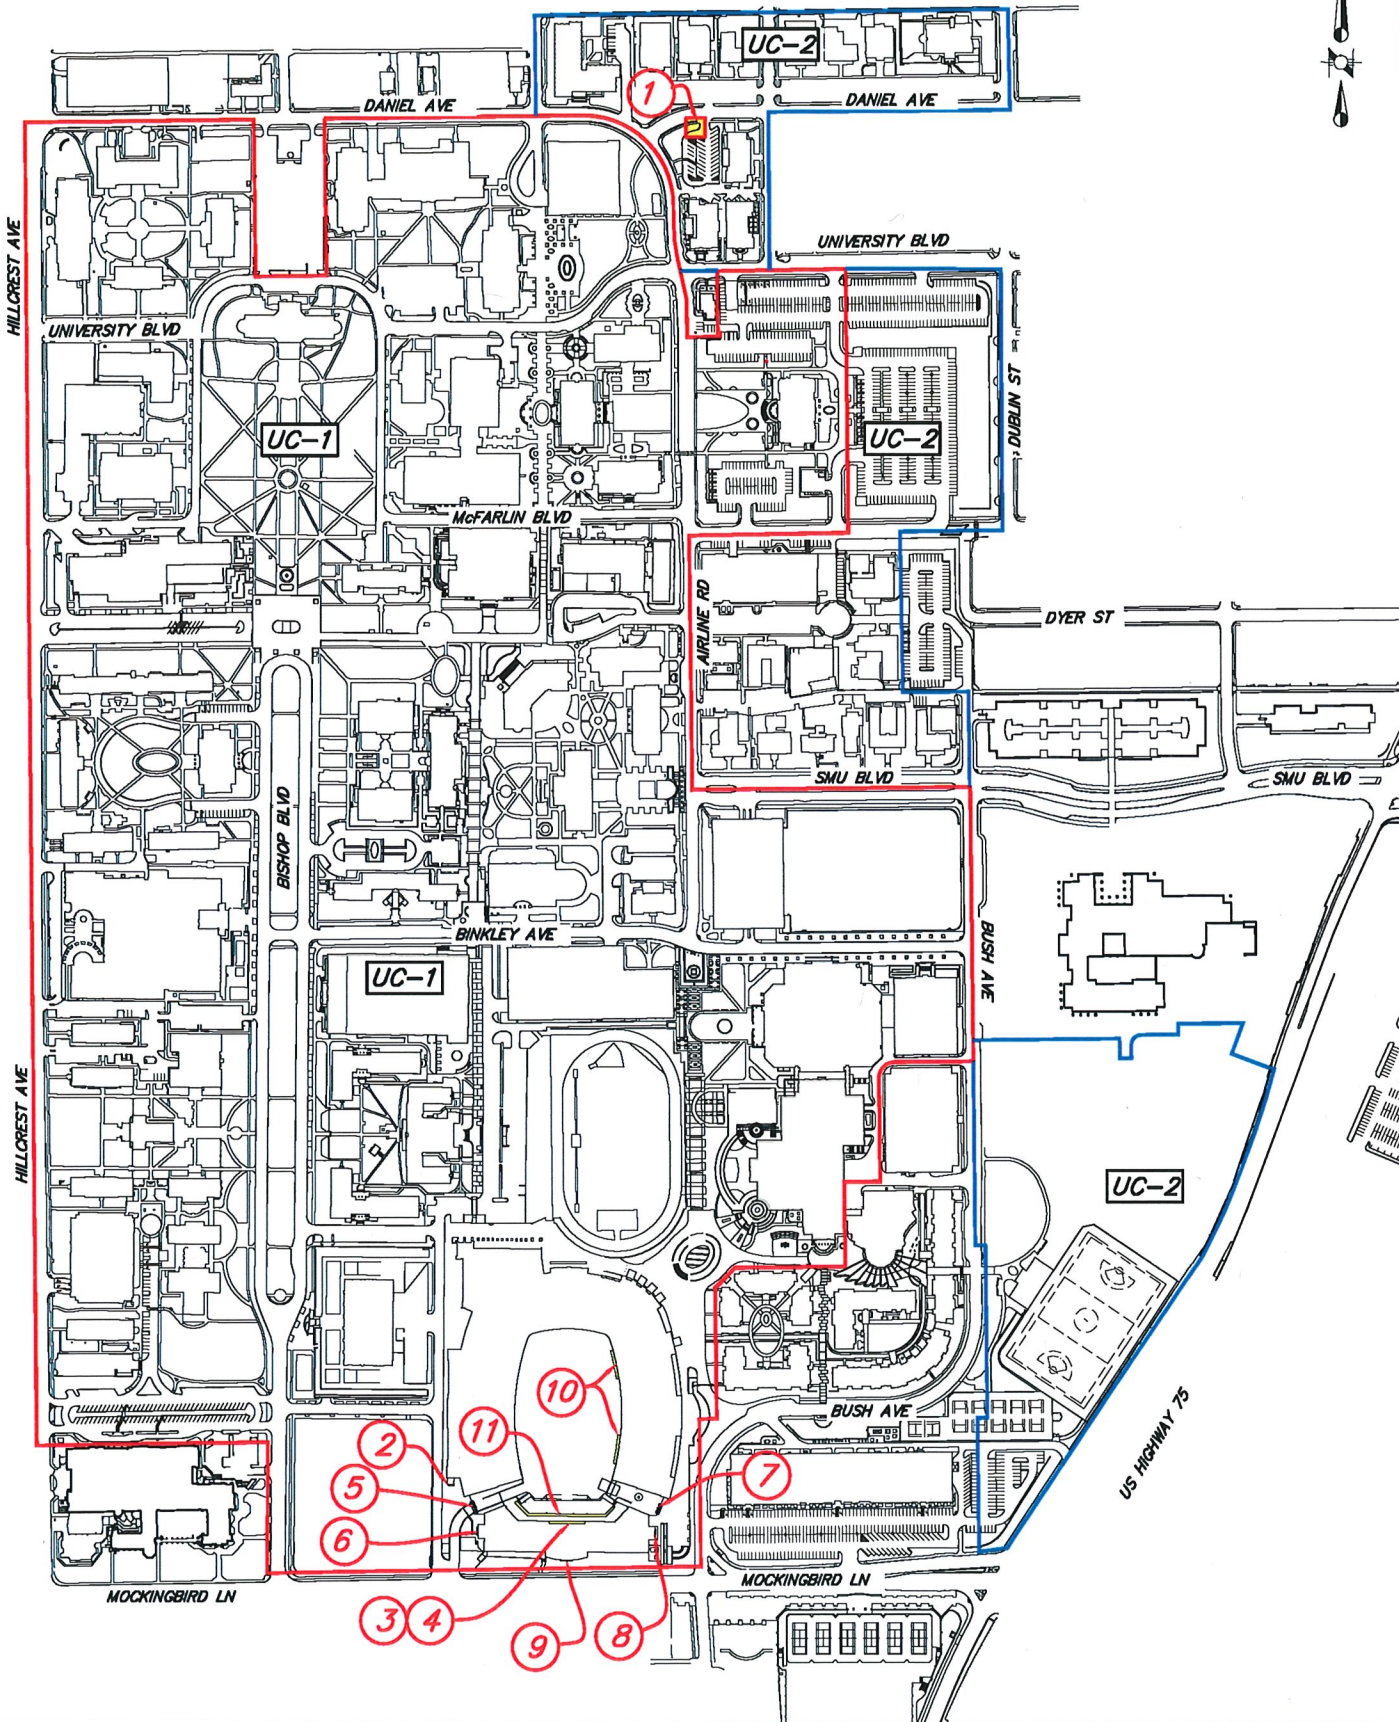 UC-2
1
DANIEL AVE
DANIEL AVE
HILLCREST AVE
UNIVERSITY BLVD
UNIVERSITY BLVD
DUBLIN ST
UC-1
UC-2
McFARLIN BLVD
AIRLINE RD
DYER ST
SMU BLVD
SMU BLVD
BISHOP BLVD
BINKLEY AVE
BUSH AVE
UC-1
HILLCREST AVE
UC-2
10
BUSH AVE
US HIGHWAY 75
11
2
5
7
6
MOCKINGBIRD LN
MOCKINGBIRD LN
3 4
9
8